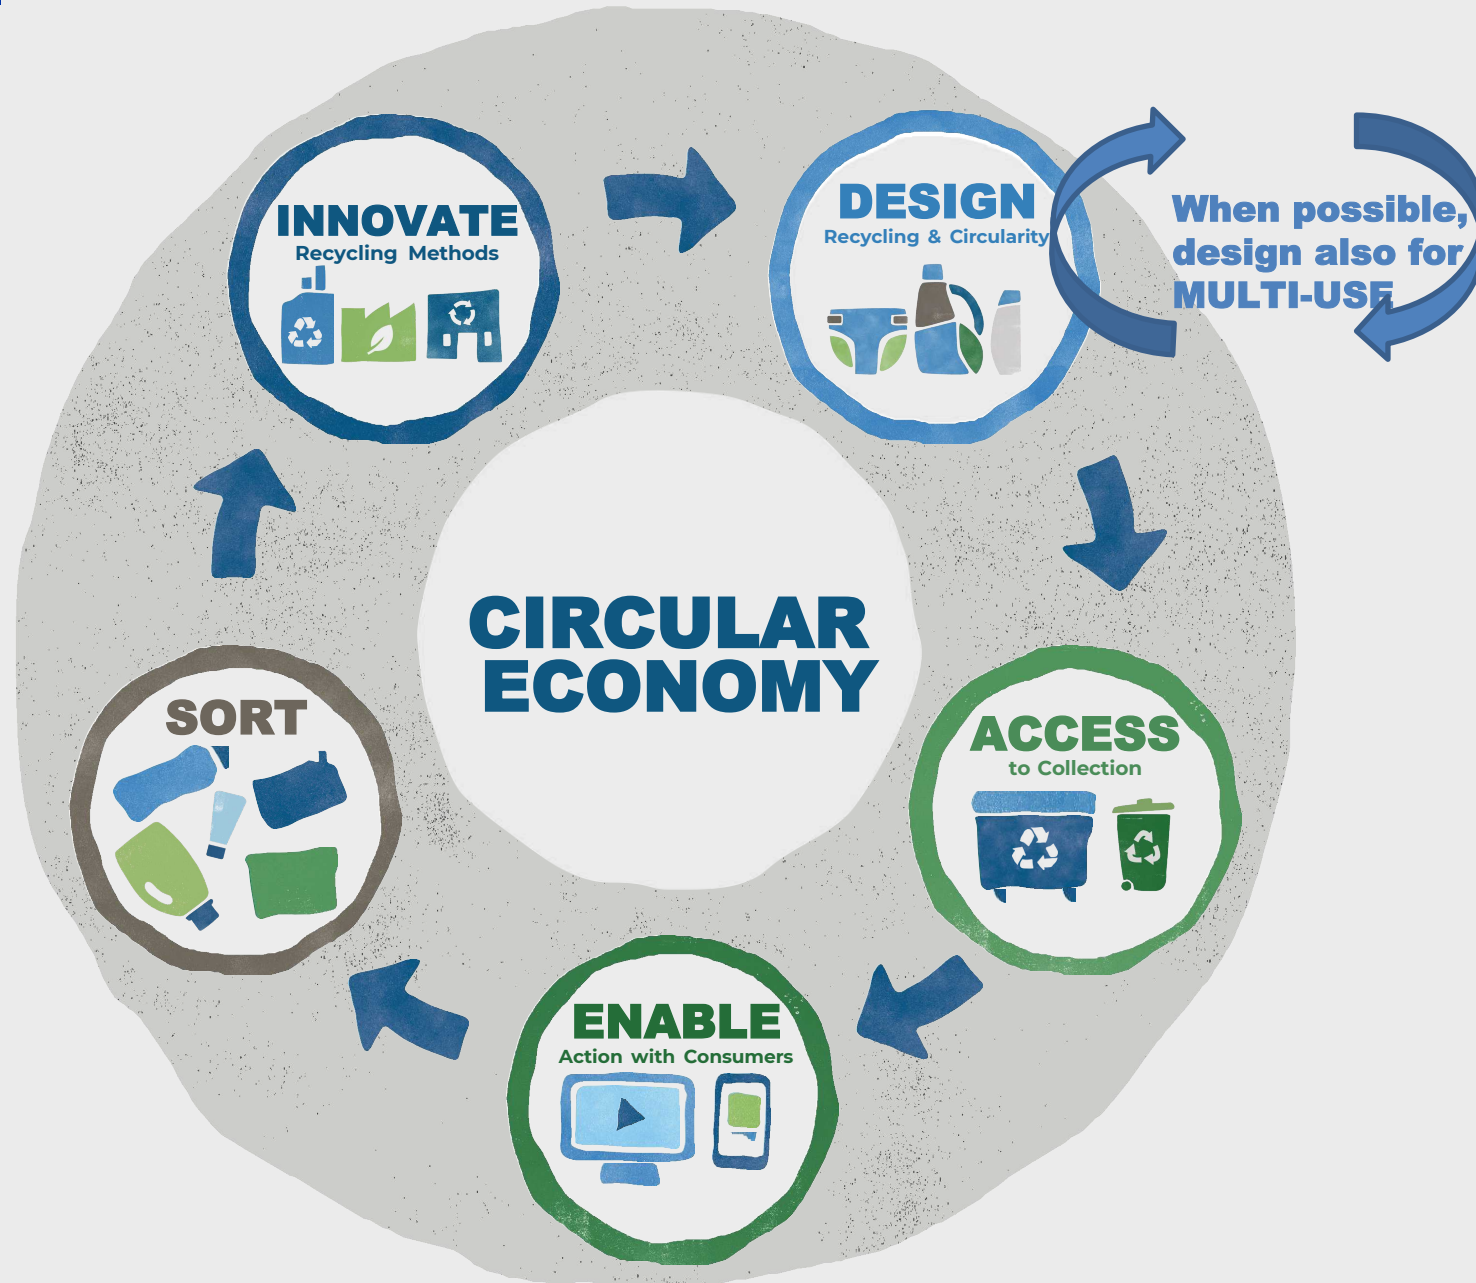 INNOVATE
Recycling Methods
DESIGN
Recycling & Circularity
When possible,
design also for
MULTI-USE
CIRCULAR
ECONOMY
SORT
ACCESS
to Collection
ENABLE
Action with Consumers